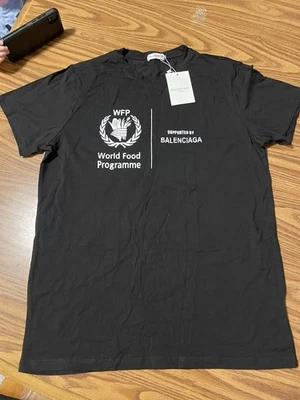 WFP
World Food
Programme
SUPPORTED BY
BALENCIAGA